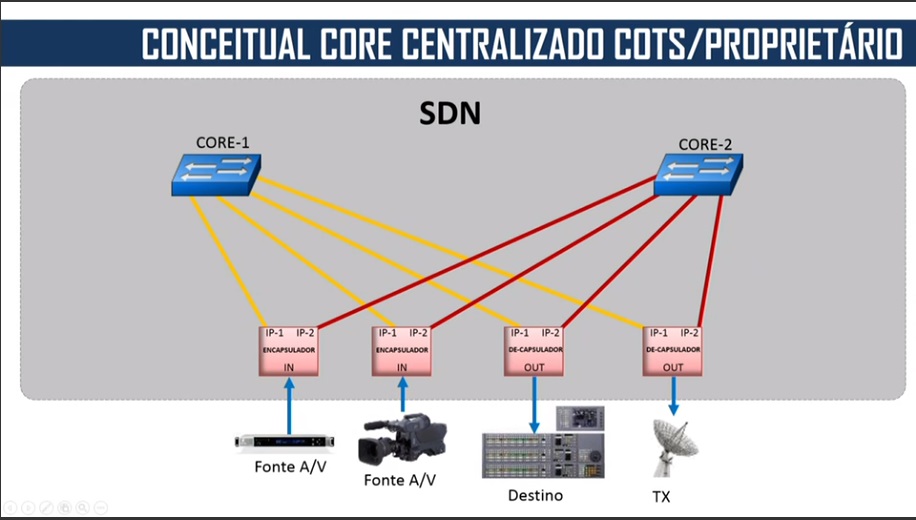 CONCEITUAL CORE CENTRALIZADO COTS/PROPRIETÁRIO
SDN
CORE-1
CORE-2
IP-1 IP-2
ENCAPSULADOR
IN
IP-1 IP-2
ENCAPSULADOR
IN
IP-1 IP-2
DE-CAPSULADOR
OUT
IP-1 IP-2
DE-CAPSULADOR
OUT
Fonte A/V
Fonte A/V
Destino
TX